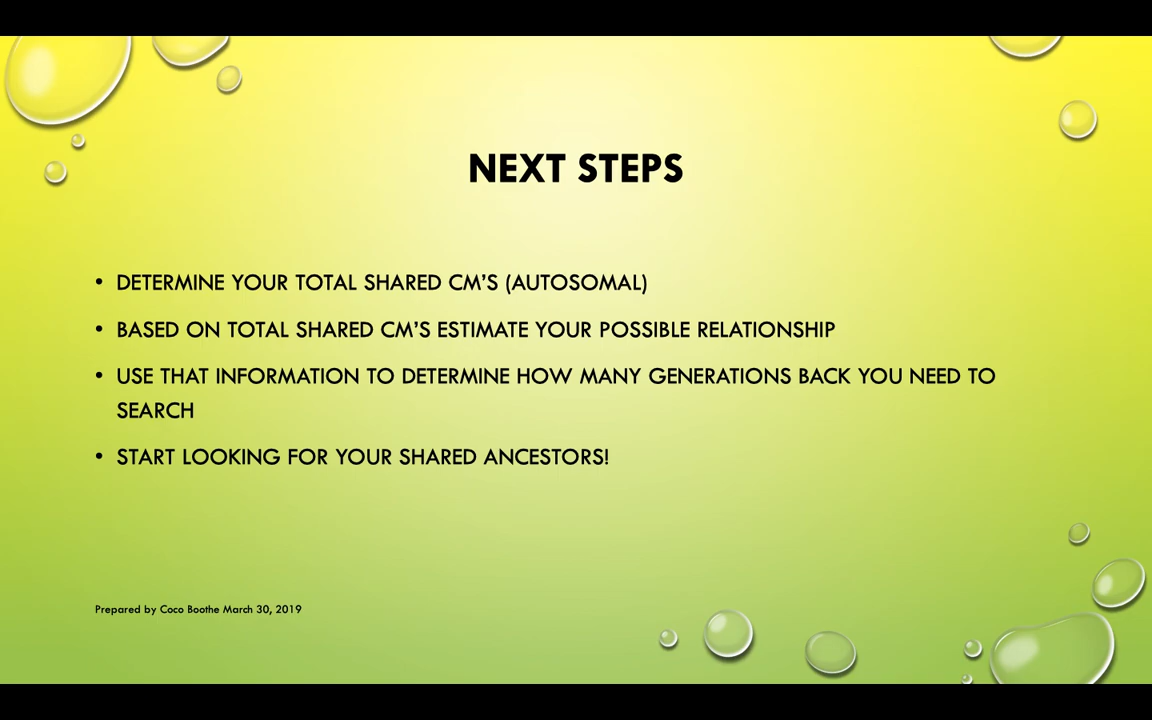 NEXT STEPS
• DETERMINE YOUR TOTAL SHARED CM'S (AUTOSOMAL)
• BASED ON TOTAL SHARED CM'S ESTIMATE YOUR POSSIBLE RELATIONSHIP
• USE THAT INFORMATION TO DETERMINE HOW MANY GENERATIONS BACK YOU NEED TO
SEARCH
• START LOOKING FOR YOUR SHARED ANCESTORS!
Prepared by Coco Boothe March 30, 2019